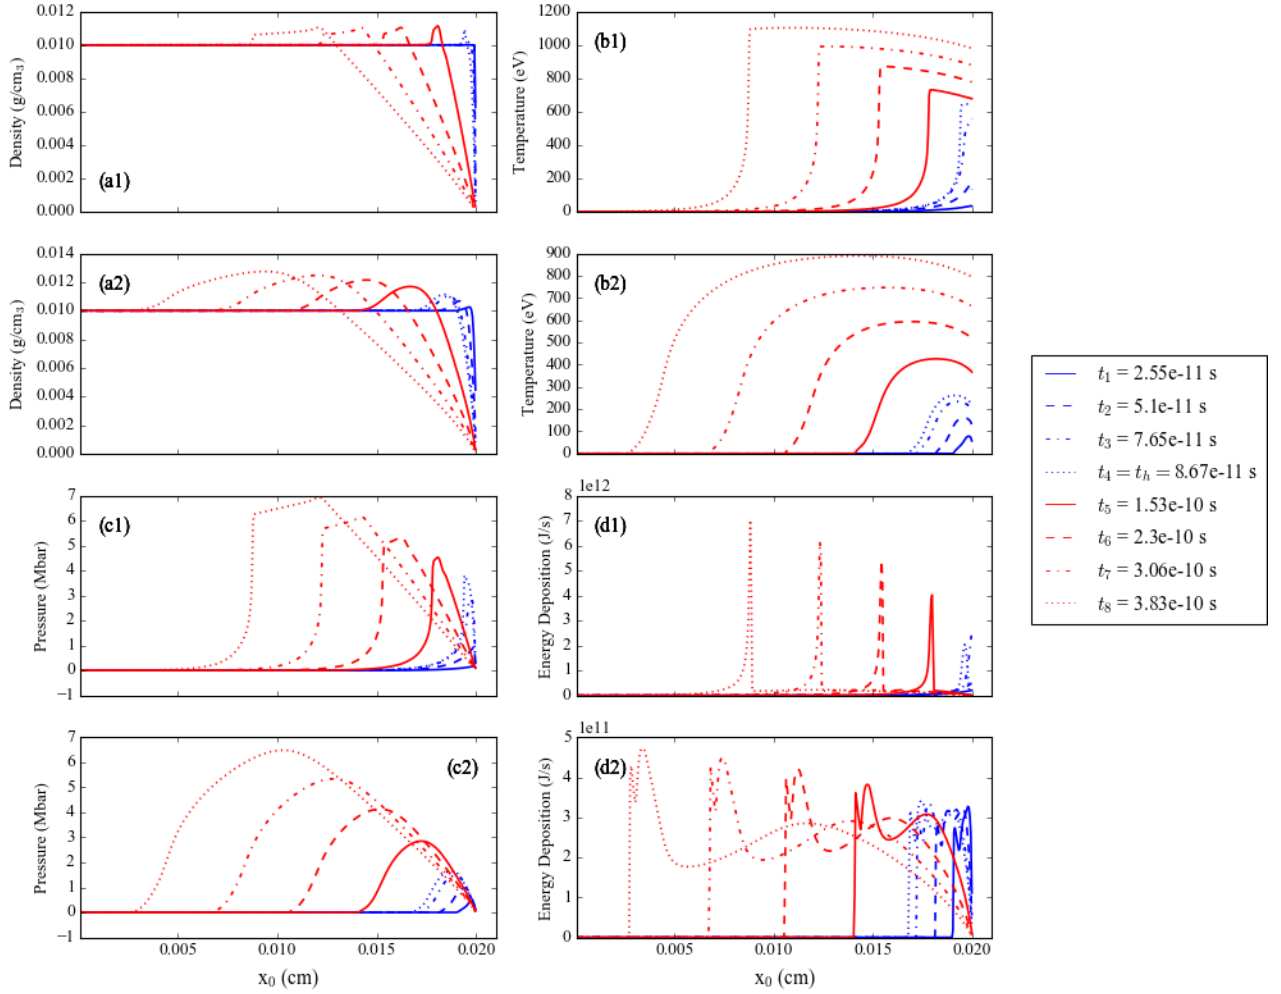 0.012
0.010
0.008
0.006
0.004
0.002
0.000
Density (g/cm₃)
(a1)
1200
1000
800
600
400
200
0
Temperature (eV)
(b1)
0.014
0.012
0.010
0.008
0.006
0.004
0.002
0.000
Density (g/cm₃)
(a2)
900
800
700
600
500
400
300
200
100
0
Temperature (eV)
(b2)
7
6
5
4
3
2
1
0
−1
Pressure (Mbar)
(c1)
1e12
8
7
6
5
4
3
2
1
0
Energy Deposition (J/s)
(d1)
7
6
5
4
3
2
1
0
−1
Pressure (Mbar)
(c2)
0.005
0.010
0.015
0.020
x₀ (cm)
1e11
5
4
3
2
1
0
Energy Deposition (J/s)
(d2)
0.005
0.010
0.015
0.020
x₀ (cm)
t₁ = 2.55e-11 s
t₂ = 5.1e-11 s
t₃ = 7.65e-11 s
t₄ = tₕ = 8.67e-11 s
t₅ = 1.53e-10 s
t₆ = 2.3e-10 s
t₇ = 3.06e-10 s
t₈ = 3.83e-10 s